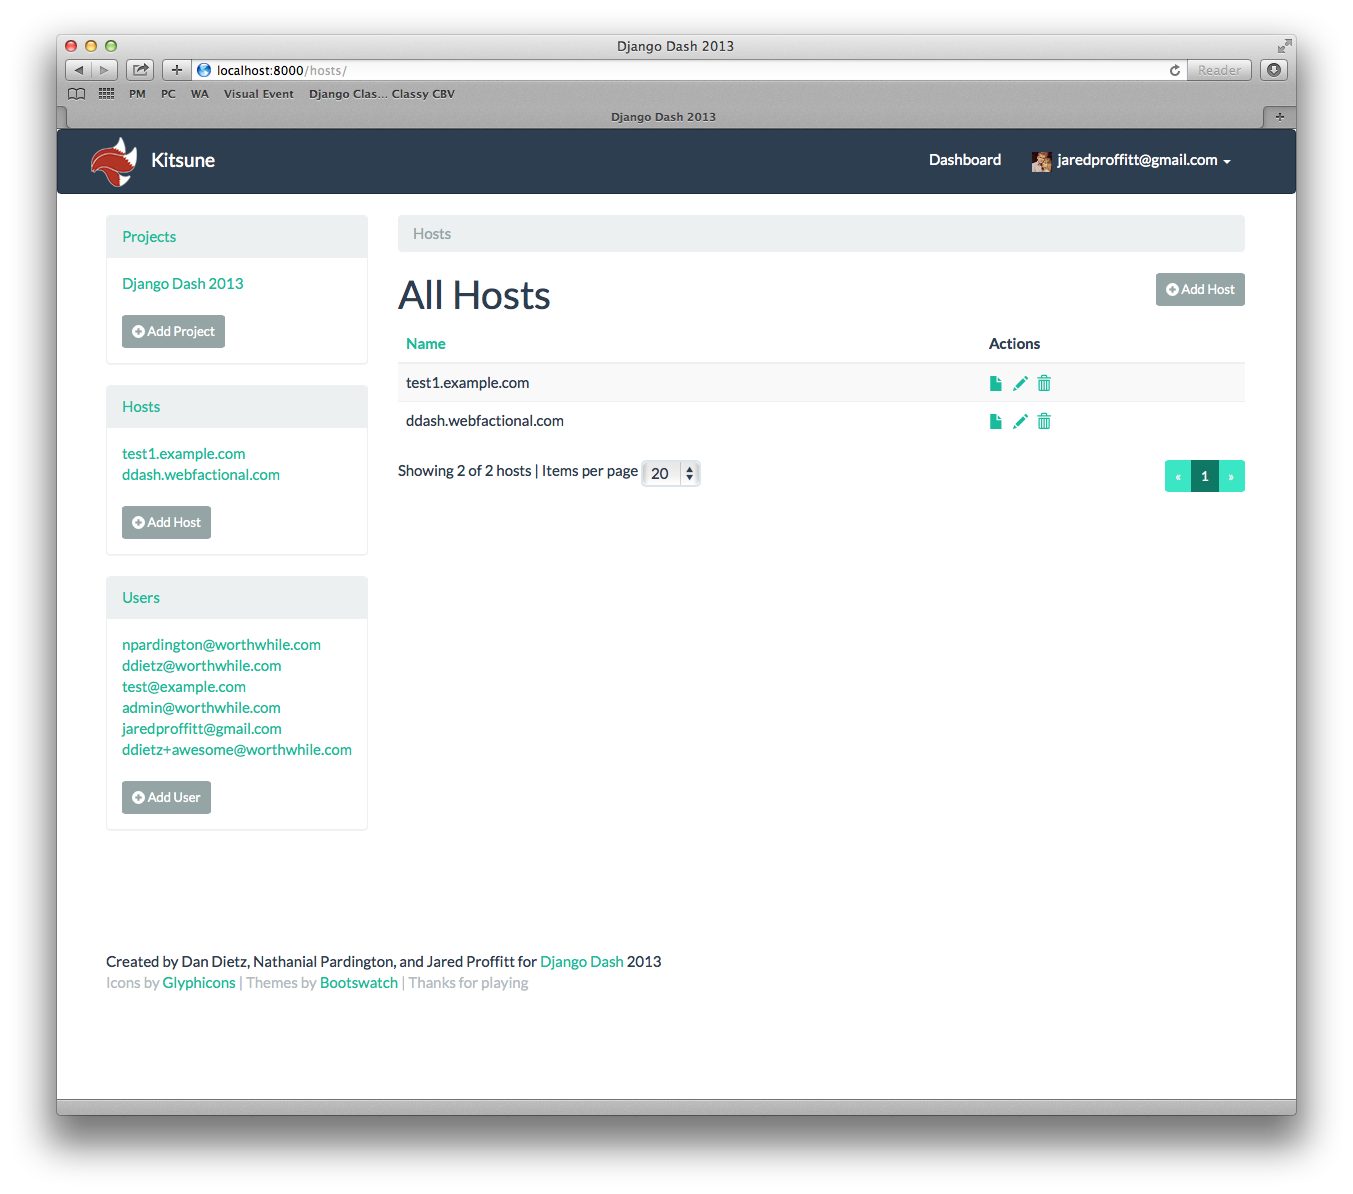 Django Dash 2013
localhost:8000/hosts/
Reader
PM PC WA Visual Event Django Clas... Classy CBV
Django Dash 2013
Kitsune
Dashboard
jaredproffitt@gmail.com
Projects
Django Dash 2013
Add Project
Hosts
test1.example.com
ddash.webfactional.com
Add Host
Users
npardington@worthwhile.com
ddietz@worthwhile.com
test@example.com
admin@worthwhile.com
jaredproffitt@gmail.com
ddietz+awesome@worthwhile.com
Add User
Hosts
All Hosts
Add Host
Name Actions
test1.example.com
ddash.webfactional.com
Showing 2 of 2 hosts | Items per page 20
« 1 »
Created by Dan Dietz, Nathanial Pardington, and Jared Proffitt for Django Dash 2013
Icons by Glyphicons | Themes by Bootswatch | Thanks for playing